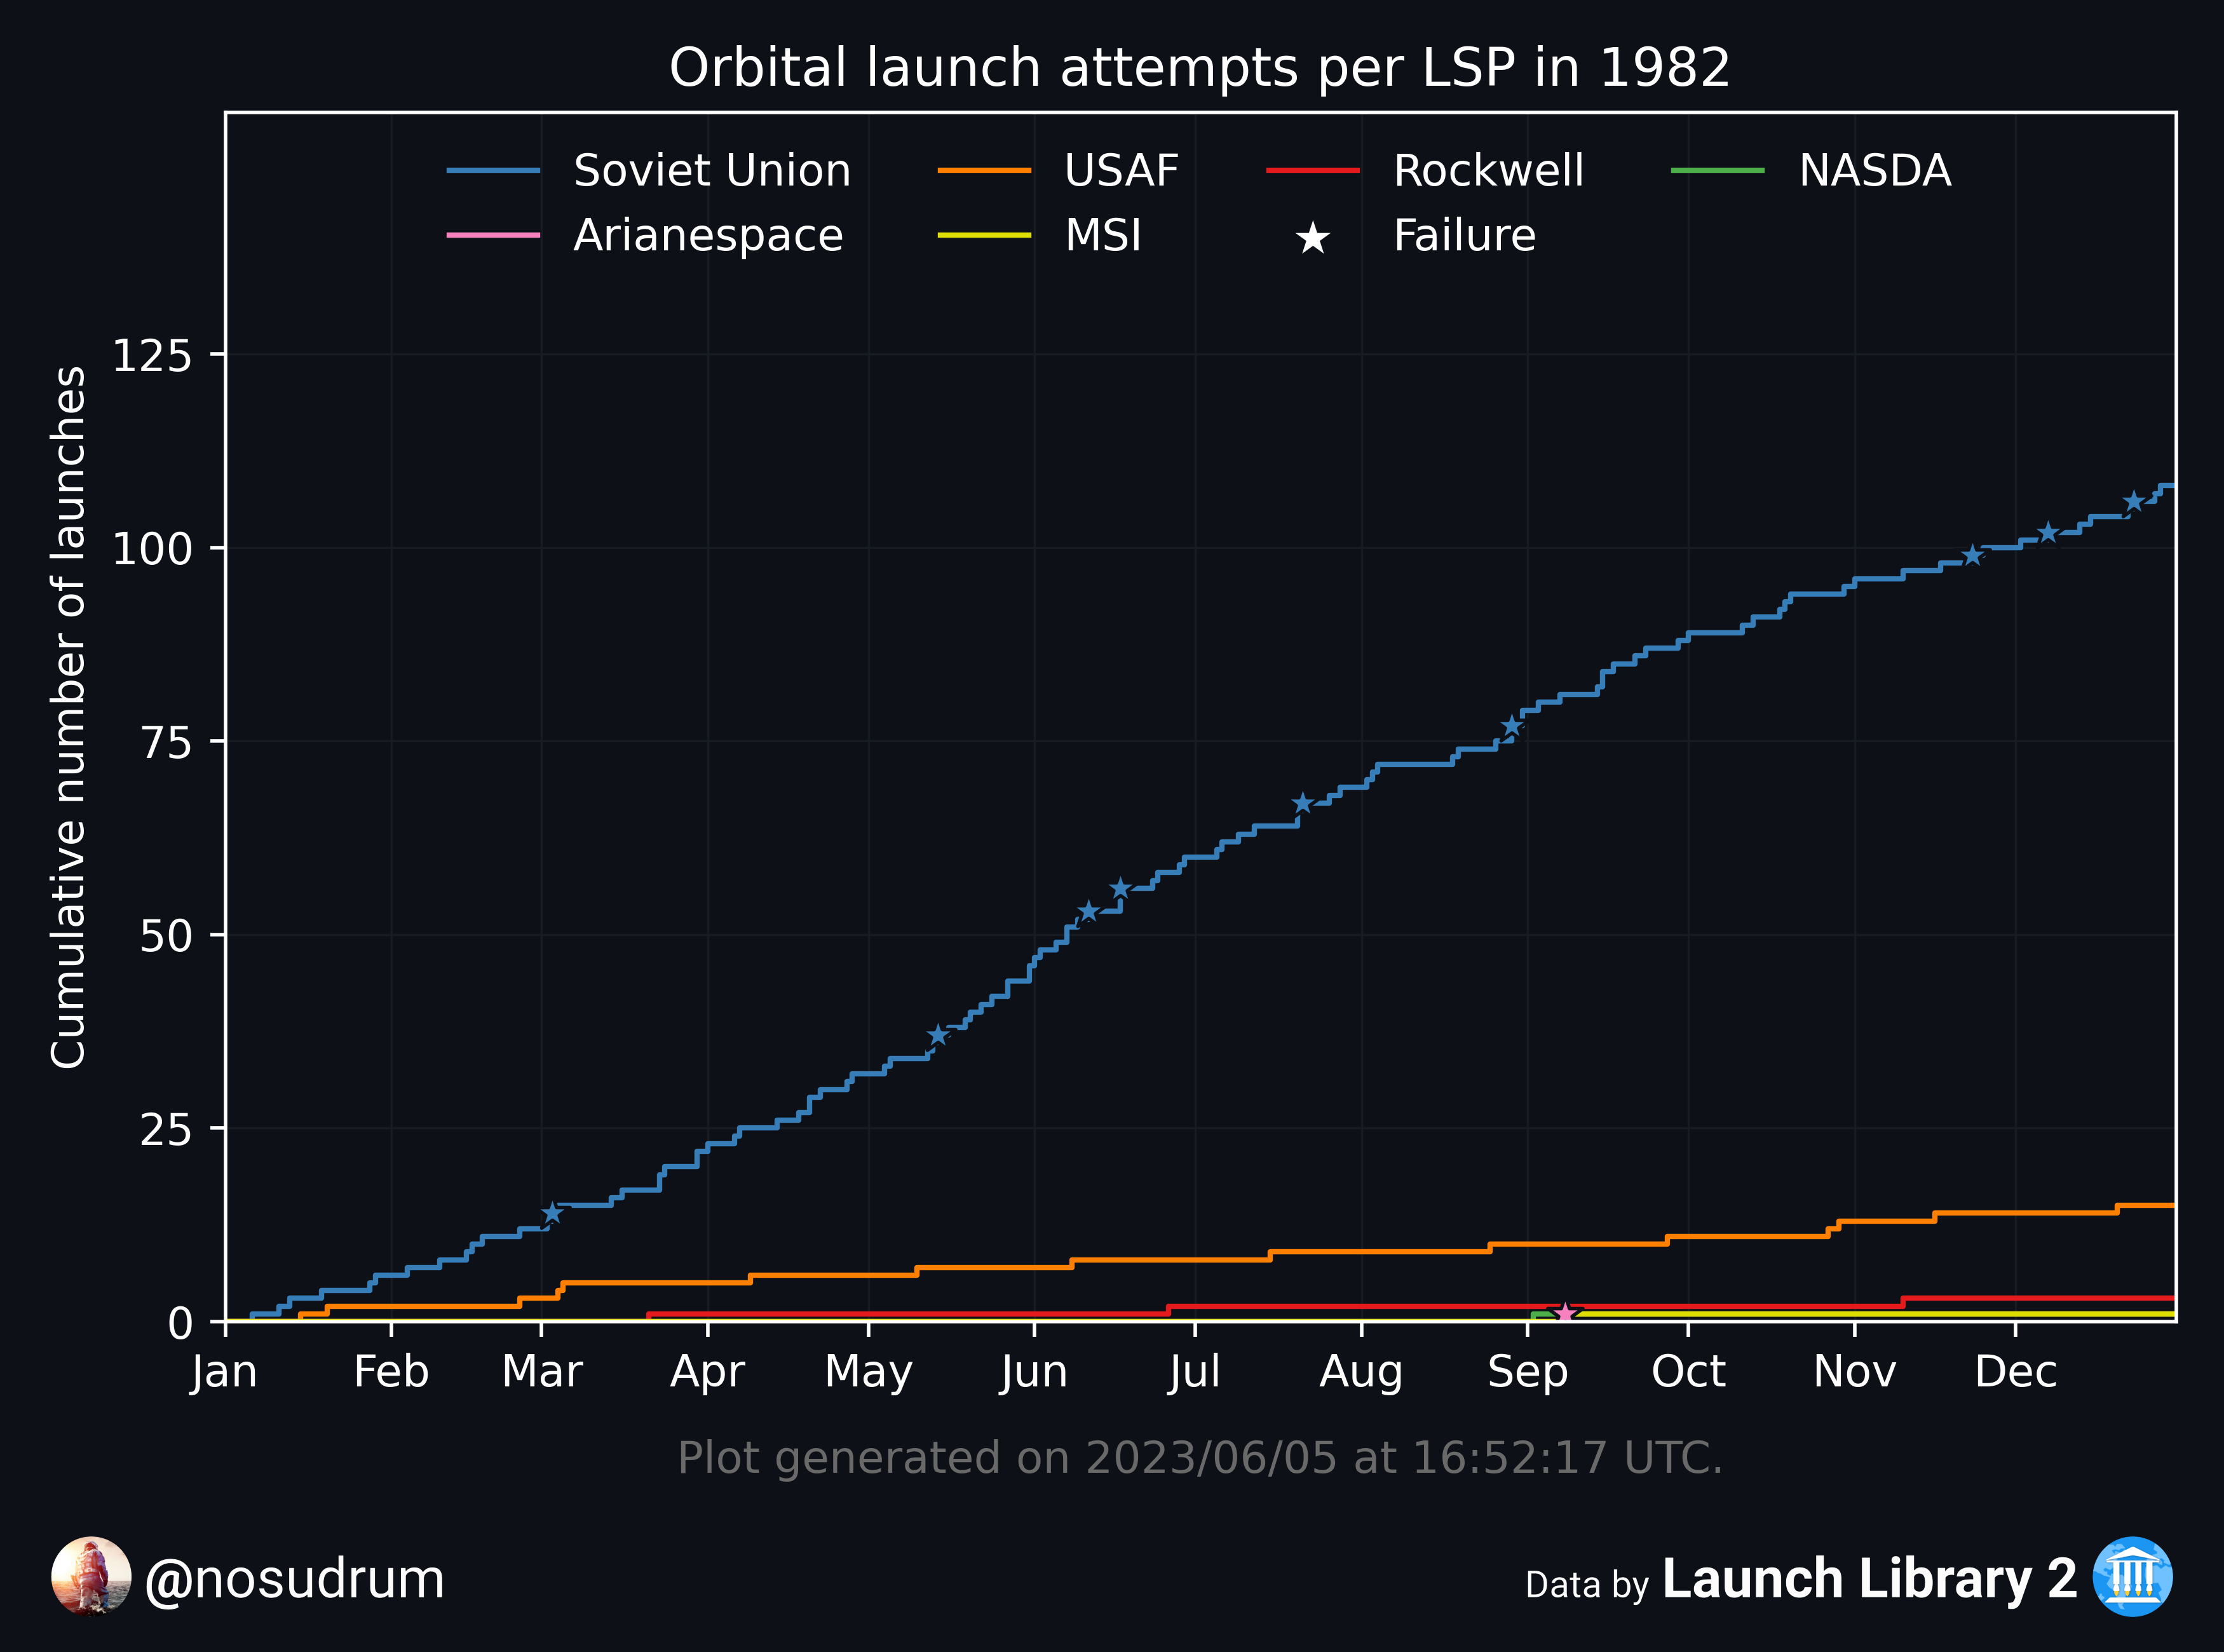 Orbital launch attempts per LSP in 1982
Soviet Union USAF Rockwell NASDA
Arianespace MSI Failure
Cumulative number of launches
125
100
75
50
25
0
Jan Feb Mar Apr May Jun Jul Aug Sep Oct Nov Dec
Plot generated on 2023/06/05 at 16:52:17 UTC.
@nosudrum
Data by Launch Library 2